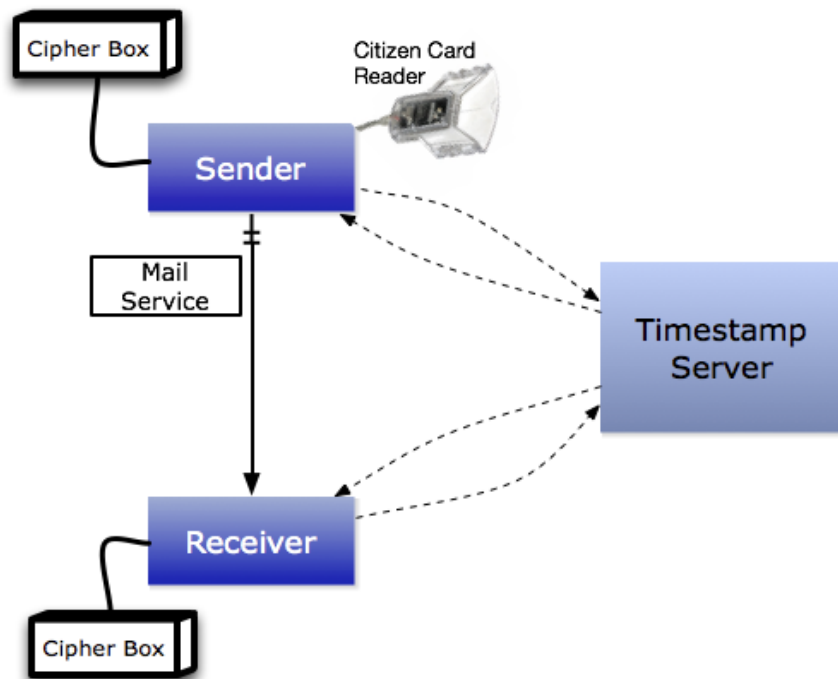 Cipher Box
Citizen Card
Reader
Sender
Mail
Service
Timestamp
Server
Receiver
Cipher Box